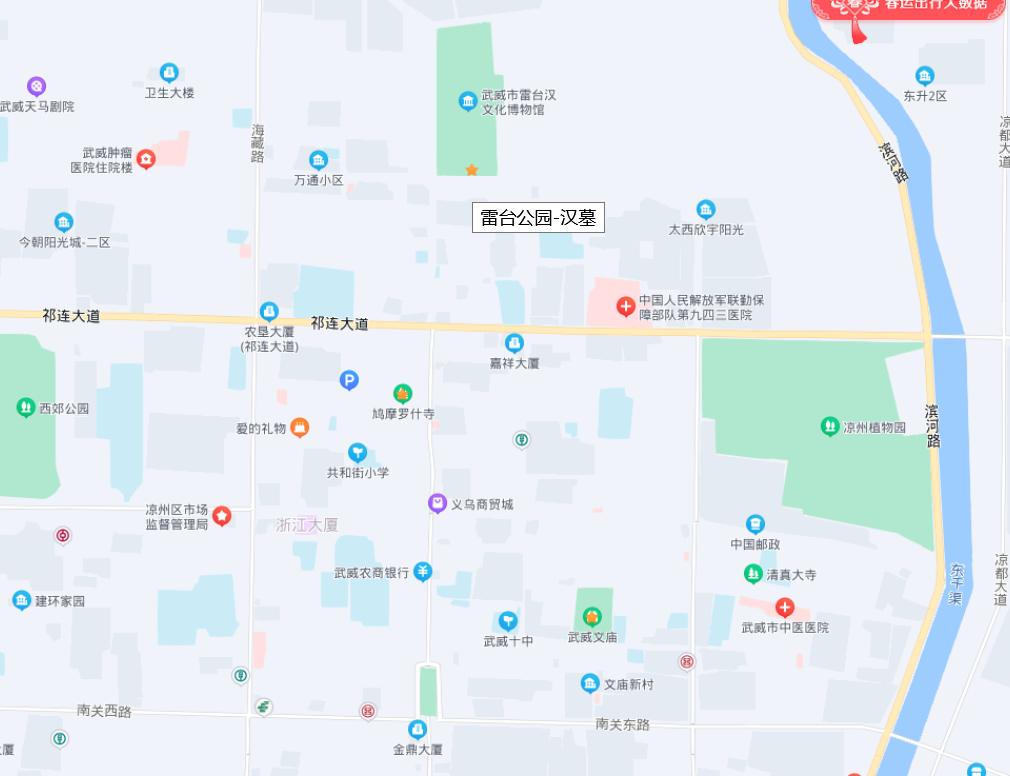 春运出行大数据
武威市雷台汉
文化博物馆
卫生大楼
东升2区
武威天马剧院
海藏路
凉都大道
滨河路
武威肿瘤
医院住院楼
万通小区
雷台公园-汉墓
太西欣宇阳光
今朝阳光城-二区
中国人民解放军联勤保
障部队第九四三医院
祁连大道
祁连大道
农垦大厦
(祁连大道)
嘉祥大厦
P
西郊公园
鸠摩罗什寺
滨河路
凉州植物园
爱的礼物
共和街小学
义乌商贸城
凉州区市场
监督管理局
浙江大厦
中国邮政
武威农商银行
清真大寺
东干渠
凉都大道
建环家园
武威十中
武威文庙
武威市中医医院
文庙新村
南关西路
南关东路
金鼎大厦
大厦